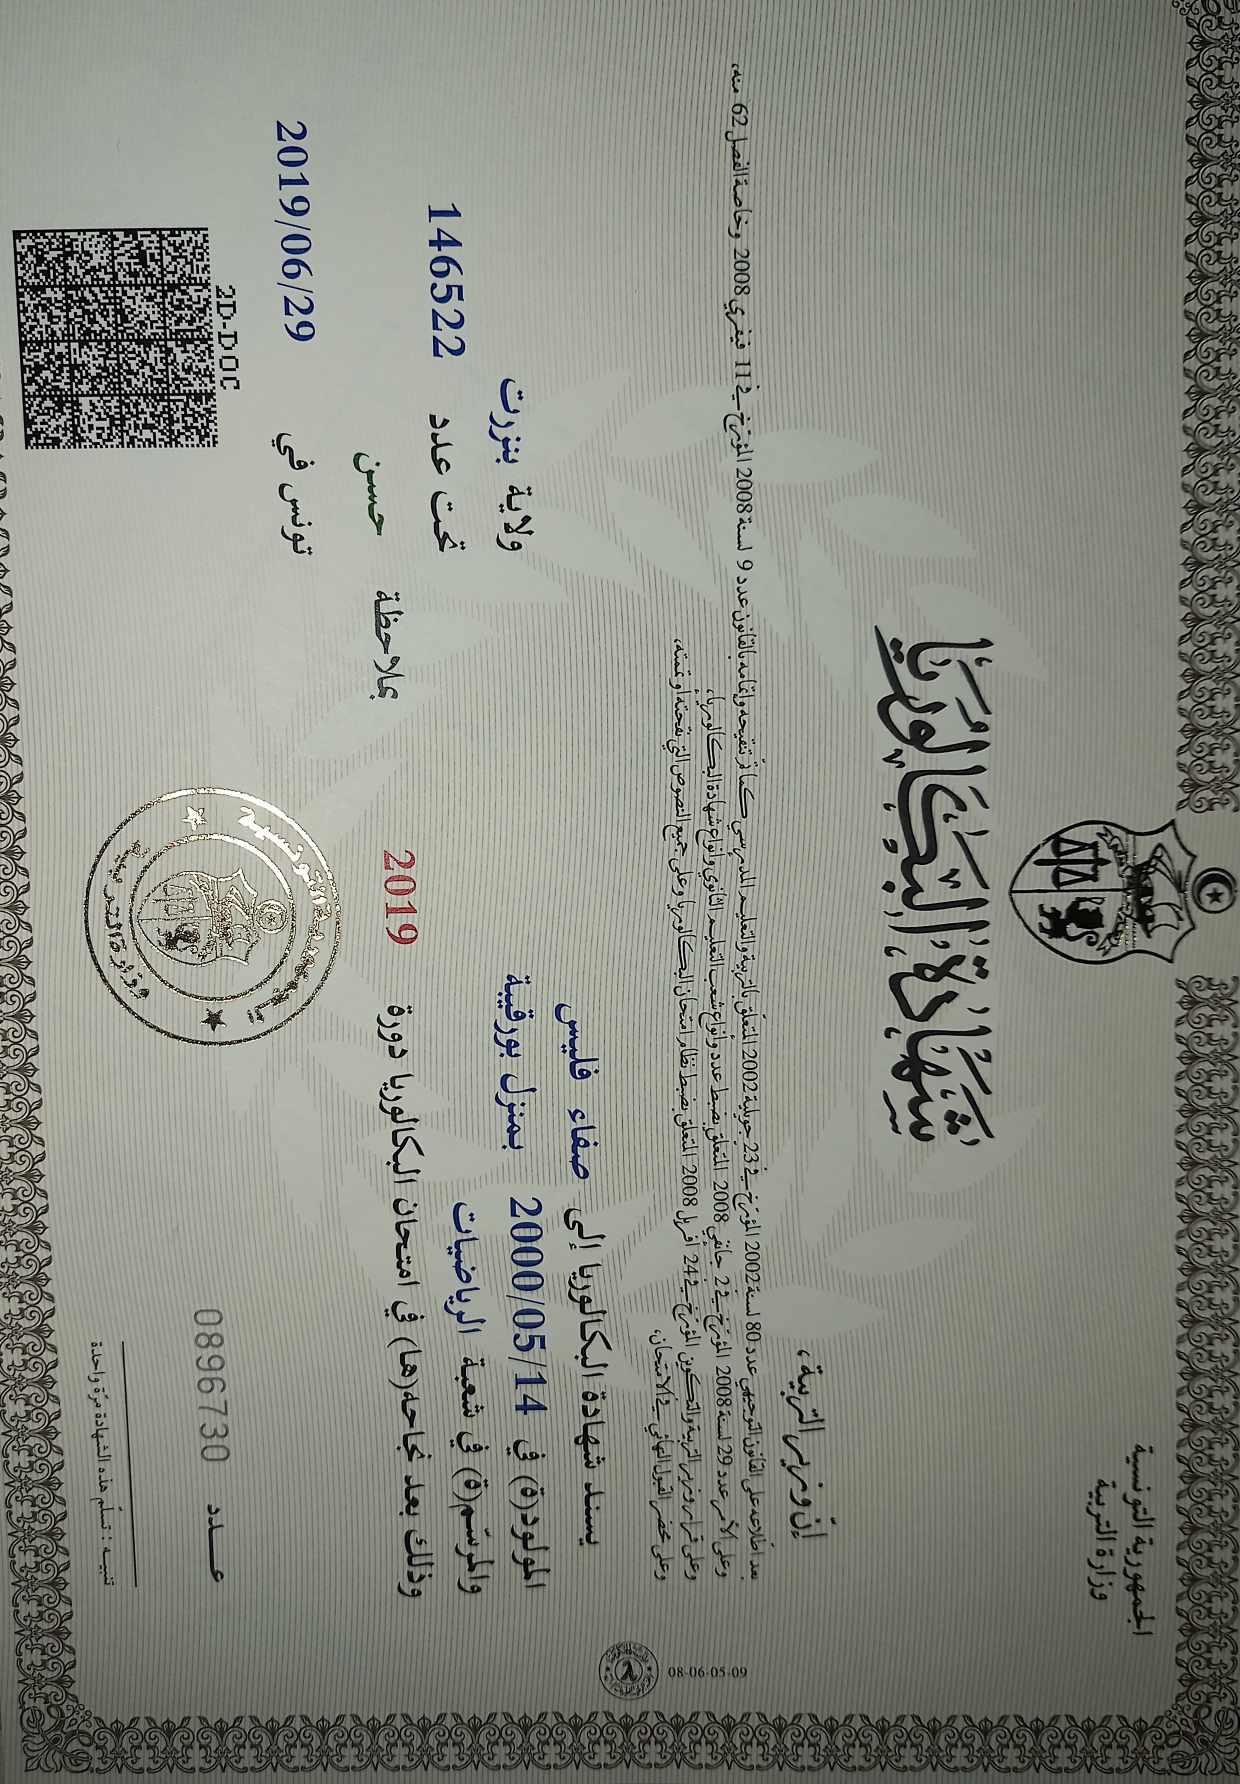 الجمهورية التونسية
وزارة التربية
شهادة البكالوريا
إنّ وزير التربية،
بعد اطّلاعه على القانون التوجيهي عدد 80 لسنة 2002 المؤرّخ في 23 جويلية 2002 المتعلّق بالتربية والتعليم المدرسي كما تمّ تنقيحه وإتمامه بالقانون عدد 9 لسنة 2008 المؤرّخ في 11 فيفري 2008 وخاصة الفصل 62 منه،
وعلى الأمر عدد 29 لسنة 2008 المؤرّخ في 2 جانفي 2008 المتعلّق بضبط عدد وأنواع شعب التعليم الثانوي وأنواع شهادة البكالوريا،
وعلى قرار وزير التربية والتكوين المؤرّخ في 24 أفريل 2008 المتعلّق بضبط نظام امتحان البكالوريا وعلى جميع النصوص التي نقحته أو تممته،
وعلى محضر القبول النهائي في الامتحان،
يسند شهادة البكالوريا إلى صفاء فليس
المولود(ة) في 2000/05/14 بمنزل بورقيبة ولاية بنزرت
والمرسّم(ة) في شعبة الرياضيات تحت عدد 146522
وذلك بعد نجاحه(ها) في امتحان البكالوريا دورة 2019 بملاحظة حسن
تونس في 2019/06/29
2D-DOC
الجمهورية التونسية
وزارة التربية
عدد 0896730
تنبيه : تسلّم هذه الشهادة مرّة واحدة
08-06-05-09